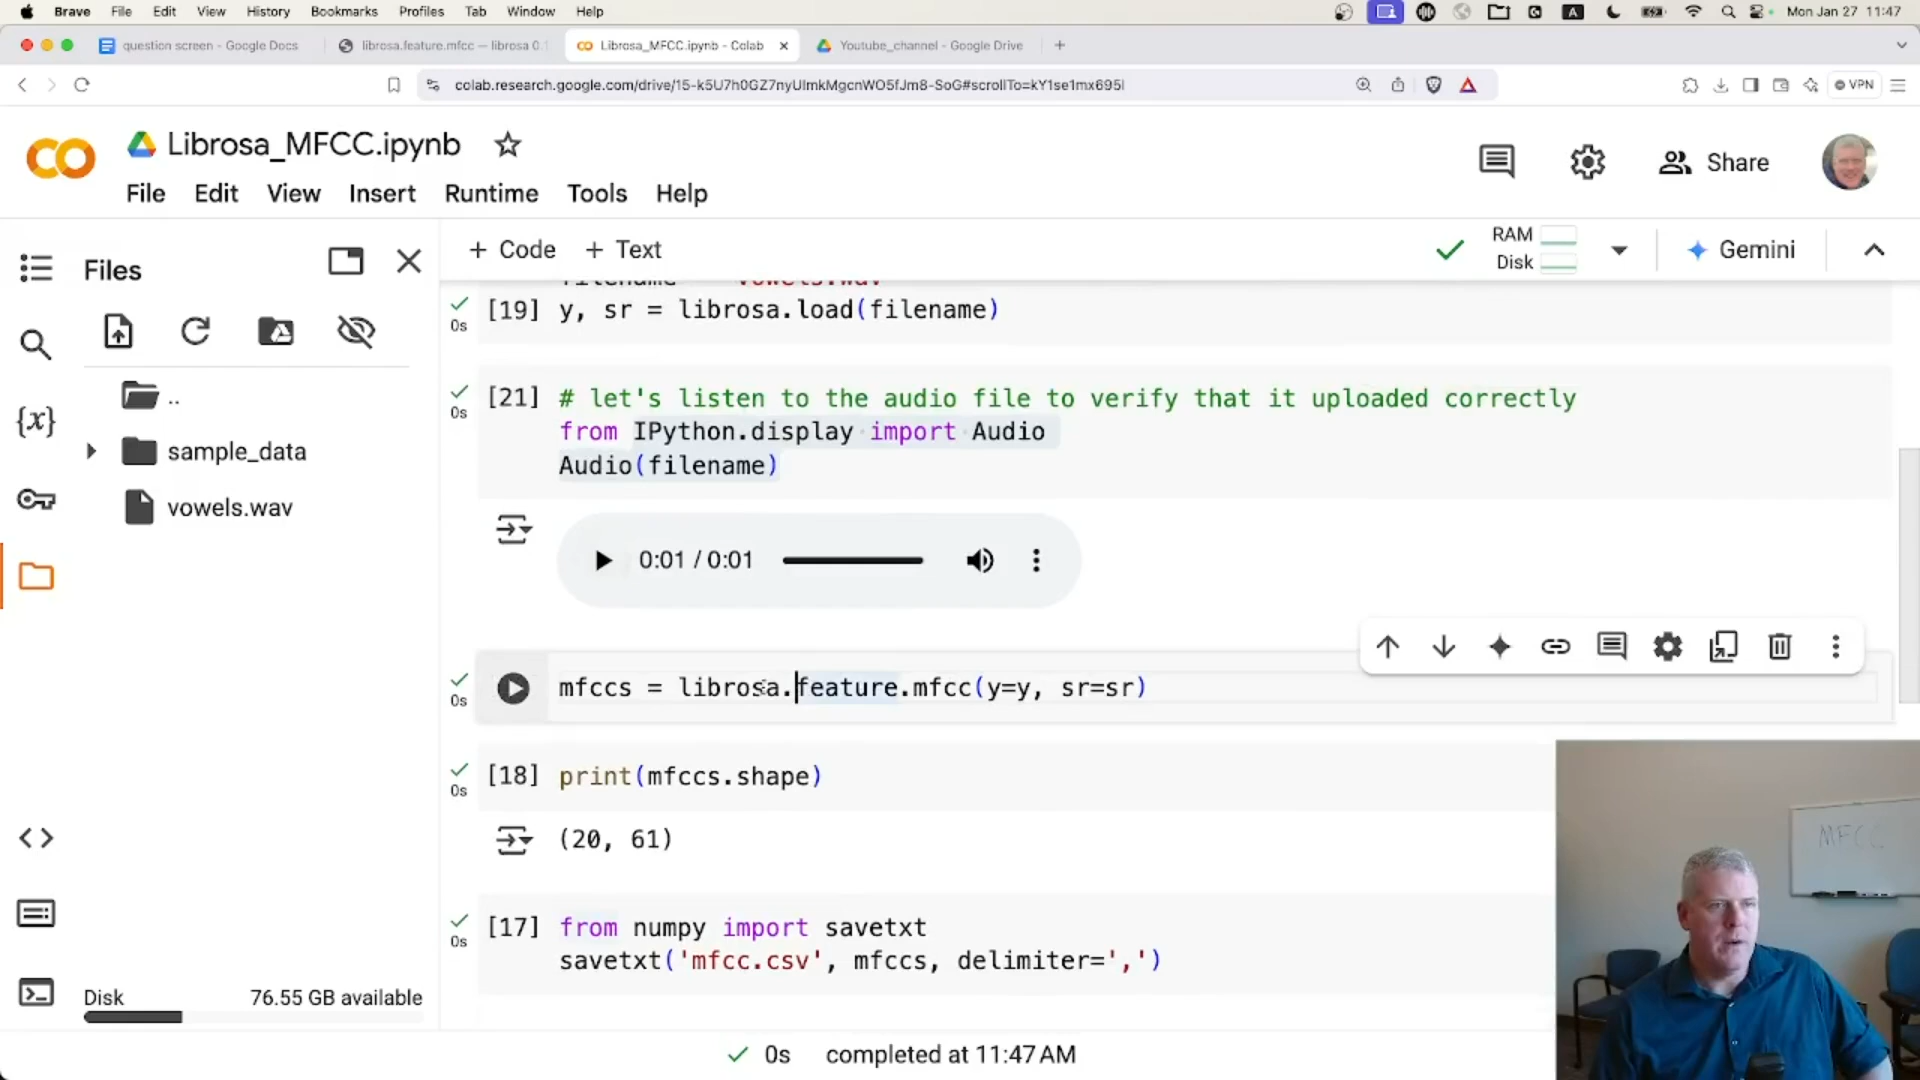 Brave File Edit View History Bookmarks Profiles Tab Window Help
A
Mon Jan 27 11:47
question screen - Google Docs
librosa.feature.mfcc — librosa 0.1
Librosa_MFCC.ipynb - Colab
Youtube_channel - Google Drive
colab.research.google.com/drive/15-k5U7h0GZ7nyUImkMgcnWO5fJm8-SoG#scrollTo=kY1se1mx695l
VPN
CO
Librosa_MFCC.ipynb
Share
File Edit View Insert Runtime Tools Help
Files
+ Code + Text
RAM
Disk
Gemini
..
sample_data
vowels.wav
{x}
Disk 76.55 GB available
[19] y, sr = librosa.load(filename)
0s
[21] # let's listen to the audio file to verify that it uploaded correctly
0s
from IPython.display import Audio
Audio(filename)
0:01 / 0:01
mfccs = librosa.feature.mfcc(y=y, sr=sr)
0s
[18] print(mfccs.shape)
0s
(20, 61)
[17] from numpy import savetxt
0s
savetxt('mfcc.csv', mfccs, delimiter=',')
0s completed at 11:47 AM
MFCC